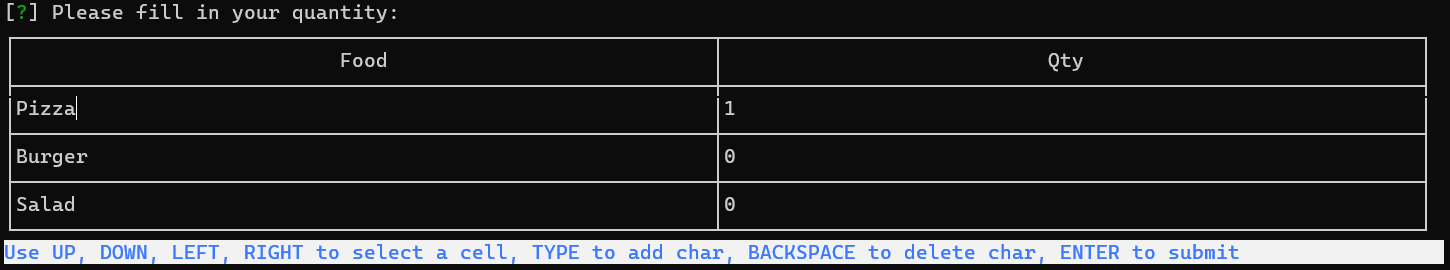 [?] Please fill in your quantity:
Food Qty
Pizza 1
Burger 0
Salad 0
Use UP, DOWN, LEFT, RIGHT to select a cell, TYPE to add char, BACKSPACE to delete char, ENTER to submit